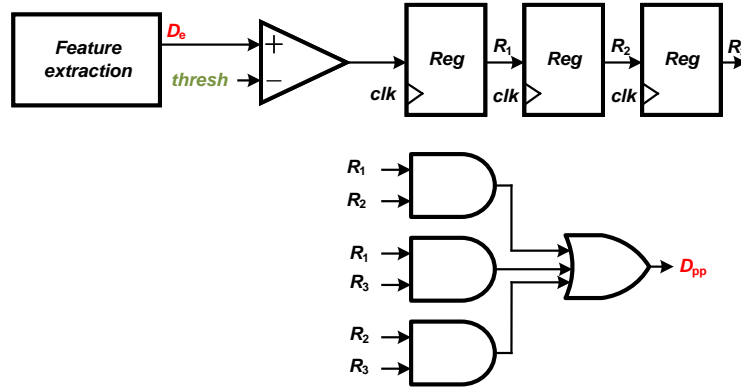 Feature
extraction
De
thresh
+
−
Reg
clk
R1
Reg
clk
R2
Reg
clk
R
R1
R2
R1
R3
R2
R3
Dpp